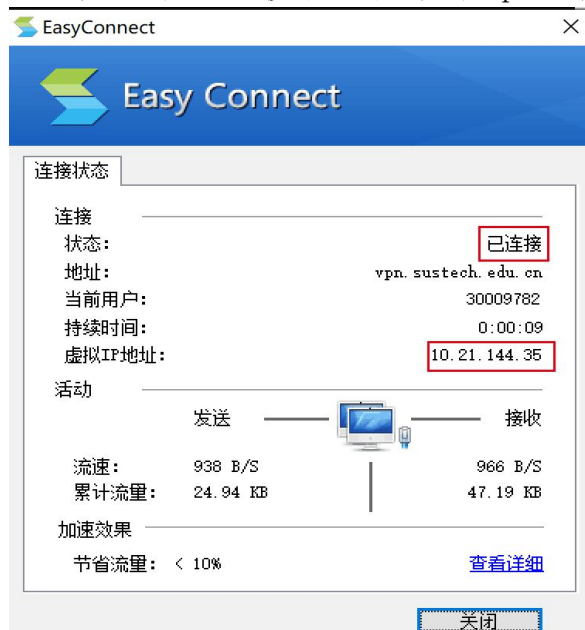 EasyConnect
Easy Connect
连接状态
连接
状态: 已连接
地址: vpn.sustech.edu.cn
当前用户: 30009782
持续时间: 0:00:09
虚拟IP地址: 10.21.144.35
活动
发送 接收
流速: 938 B/S 966 B/S
累计流量: 24.94 KB 47.19 KB
加速效果
节省流量: < 10% 查看详细
关闭